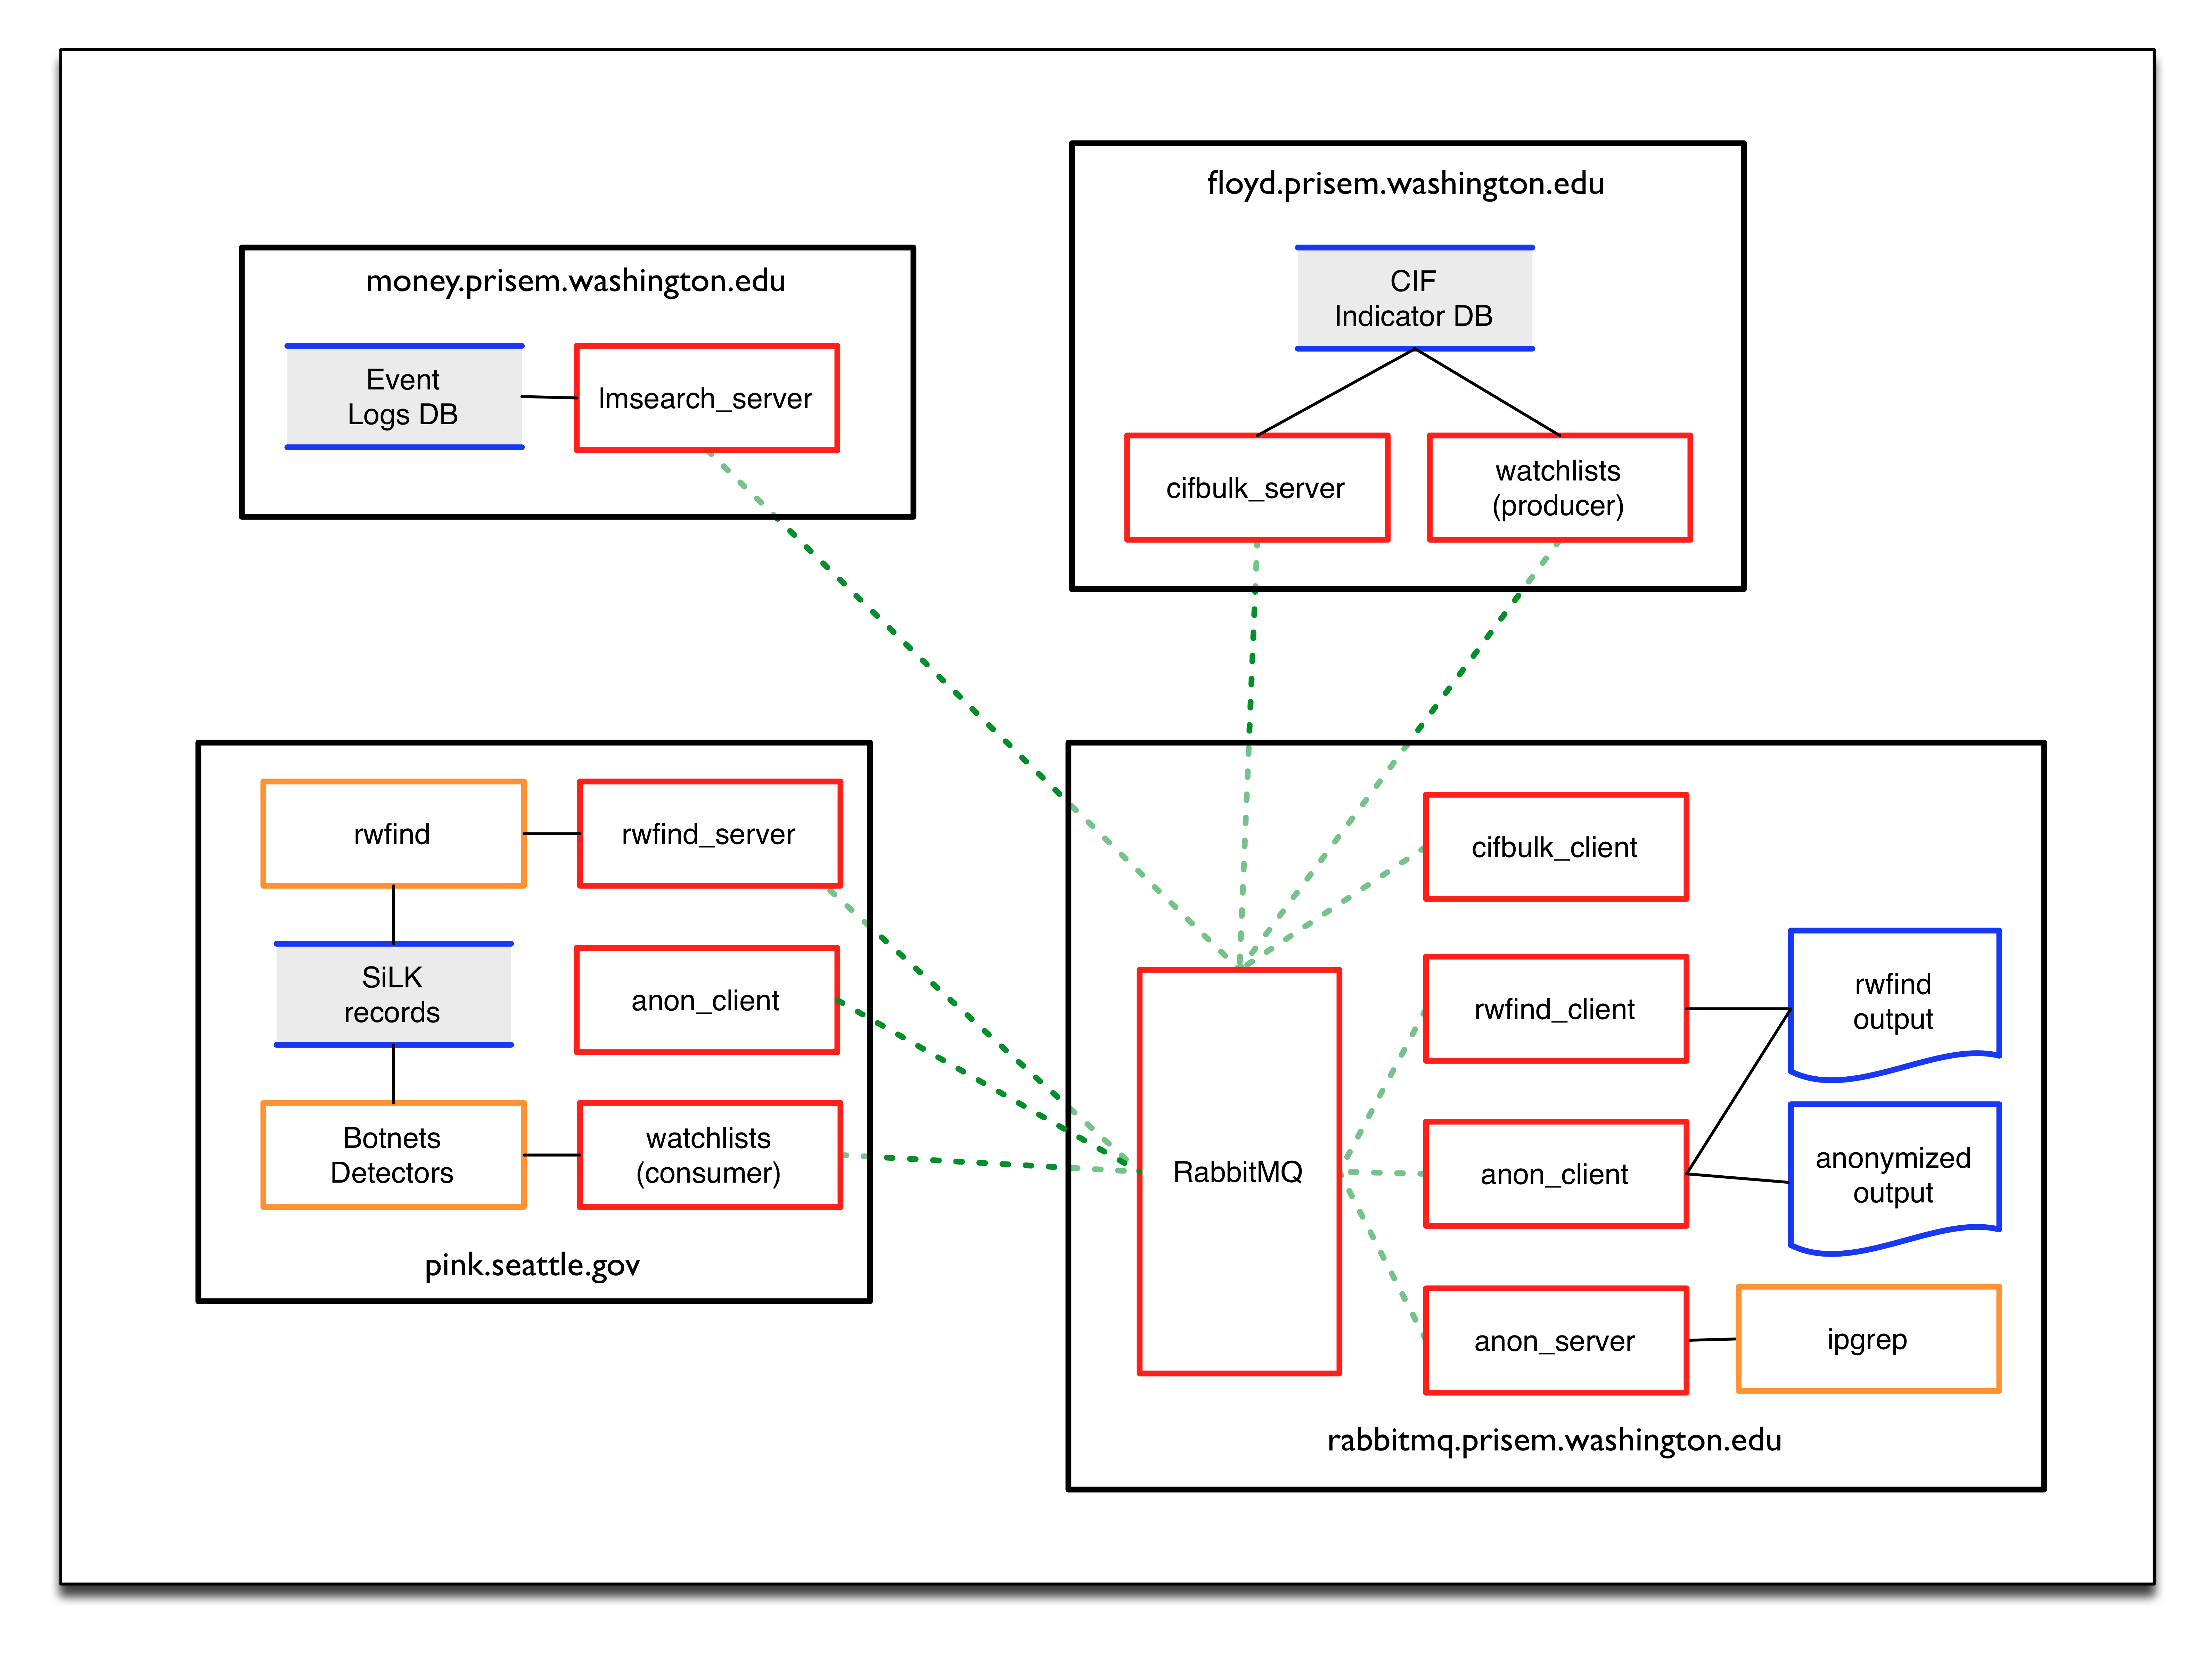 floyd.prisem.washington.edu
CIF
Indicator DB
cifbulk_server
watchlists
(producer)
money.prisem.washington.edu
Event
Logs DB
lmsearch_server
rwfind
rwfind_server
SiLK
records
anon_client
Botnets
Detectors
watchlists
(consumer)
pink.seattle.gov
RabbitMQ
cifbulk_client
rwfind_client
rwfind
output
anon_client
anonymized
output
anon_server
ipgrep
rabbitmq.prisem.washington.edu